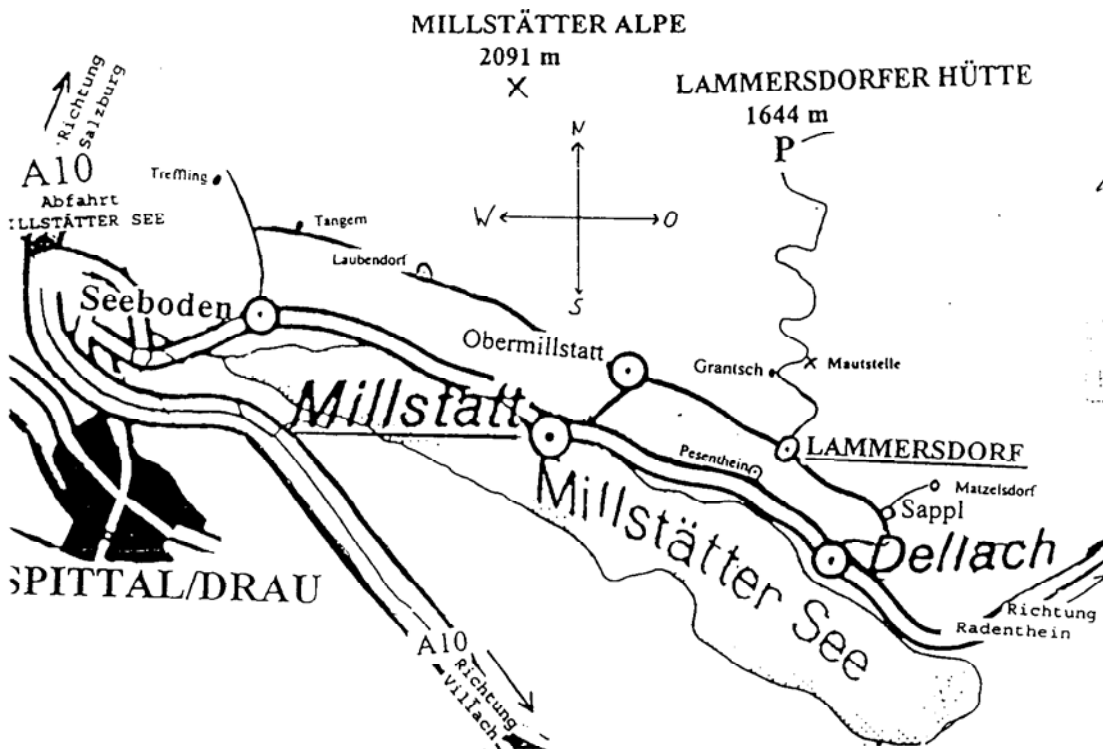 MILLSTÄTTER ALPE
2091 m
LAMMERSDORFER HÜTTE
1644 m
P
Richtung
Salzburg
A10
Abfahrt
ILLSTÄTTER SEE
Treffling
Tangern
Laubendorf
N
W
O
S
Seeboden
Obermillstatt
Grantsch
Mautstelle
Millstatt
Pesenthein
LAMMERSDORF
Matzelsdorf
Sappl
Dellach
Millstätter See
SPITTAL/DRAU
Richtung
Radenthein
A10
Richtung
Villach